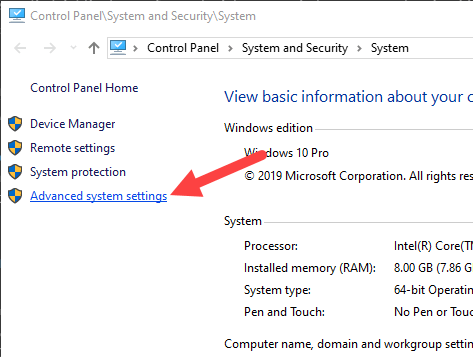 Control Panel\System and Security\System
Control Panel > System and Security > System
Control Panel Home
Device Manager
Remote settings
System protection
Advanced system settings
View basic information about your
Windows edition
Windows 10 Pro
© 2019 Microsoft Corporation. All rights
System
Processor: Intel(R) Core(T
Installed memory (RAM): 8.00 GB (7.86 G
System type: 64-bit Operatin
Pen and Touch: No Pen or Touc
Computer name, domain and workgroup settin